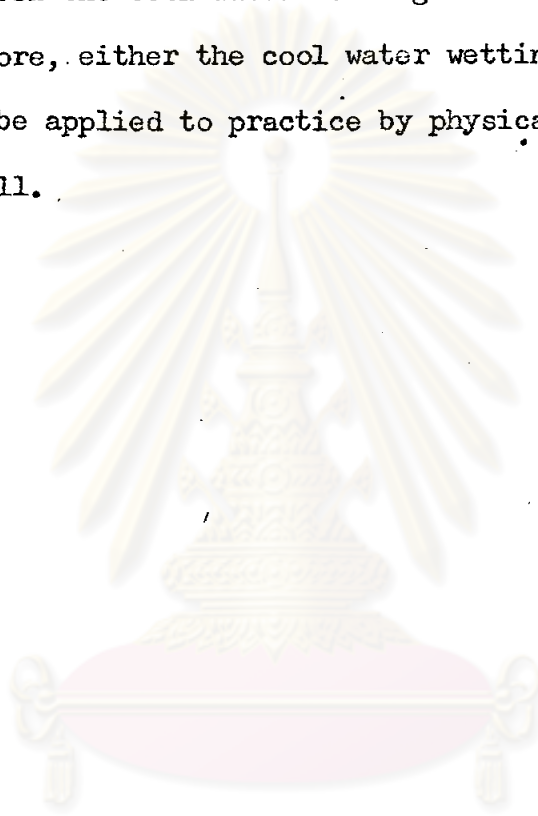 ore, either the cool water wettin
be applied to practice by physica
ll.